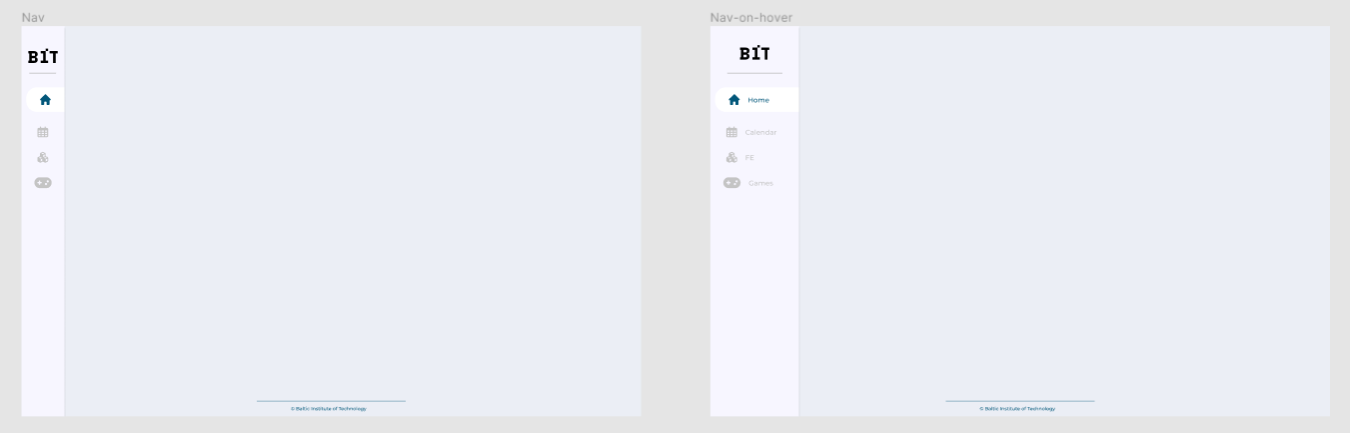 Nav
BIT
© Baltic Institute of Technology
Nav-on-hover
BIT
Home
Calendar
FE
Games
© Baltic Institute of Technology